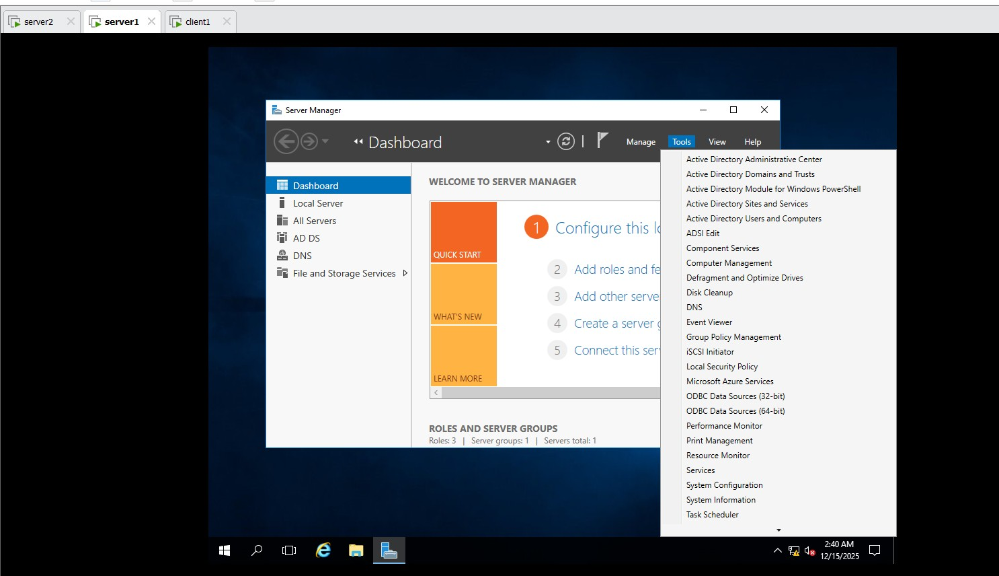 server2
server1
client1
Server Manager
Dashboard
Manage
Tools
View
Help
Dashboard
Local Server
All Servers
AD DS
DNS
File and Storage Services
WELCOME TO SERVER MANAGER
QUICK START
WHAT'S NEW
LEARN MORE
1 Configure this lo
2 Add roles and fe
3 Add other serve
4 Create a server g
5 Connect this serv
ROLES AND SERVER GROUPS
Roles: 3 | Server groups: 1 | Servers total: 1
Active Directory Administrative Center
Active Directory Domains and Trusts
Active Directory Module for Windows PowerShell
Active Directory Sites and Services
Active Directory Users and Computers
ADSI Edit
Component Services
Computer Management
Defragment and Optimize Drives
Disk Cleanup
DNS
Event Viewer
Group Policy Management
iSCSI Initiator
Local Security Policy
Microsoft Azure Services
ODBC Data Sources (32-bit)
ODBC Data Sources (64-bit)
Performance Monitor
Print Management
Resource Monitor
Services
System Configuration
System Information
Task Scheduler
2:40 AM
12/15/2025